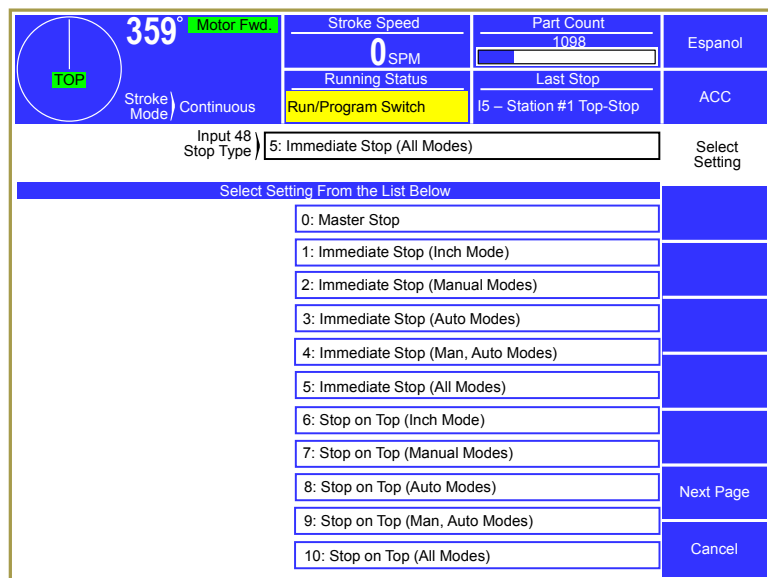 359° Motor Fwd.
TOP
Stroke Mode) Continuous
Stroke Speed
0 SPM
Part Count
1098
Espanol
Running Status
Run/Program Switch
Last Stop
I5 – Station #1 Top-Stop
ACC
Input 48
Stop Type) 5: Immediate Stop (All Modes)
Select
Setting
Select Setting From the List Below
0: Master Stop
1: Immediate Stop (Inch Mode)
2: Immediate Stop (Manual Modes)
3: Immediate Stop (Auto Modes)
4: Immediate Stop (Man, Auto Modes)
5: Immediate Stop (All Modes)
6: Stop on Top (Inch Mode)
7: Stop on Top (Manual Modes)
8: Stop on Top (Auto Modes)
Next Page
9: Stop on Top (Man, Auto Modes)
10: Stop on Top (All Modes)
Cancel